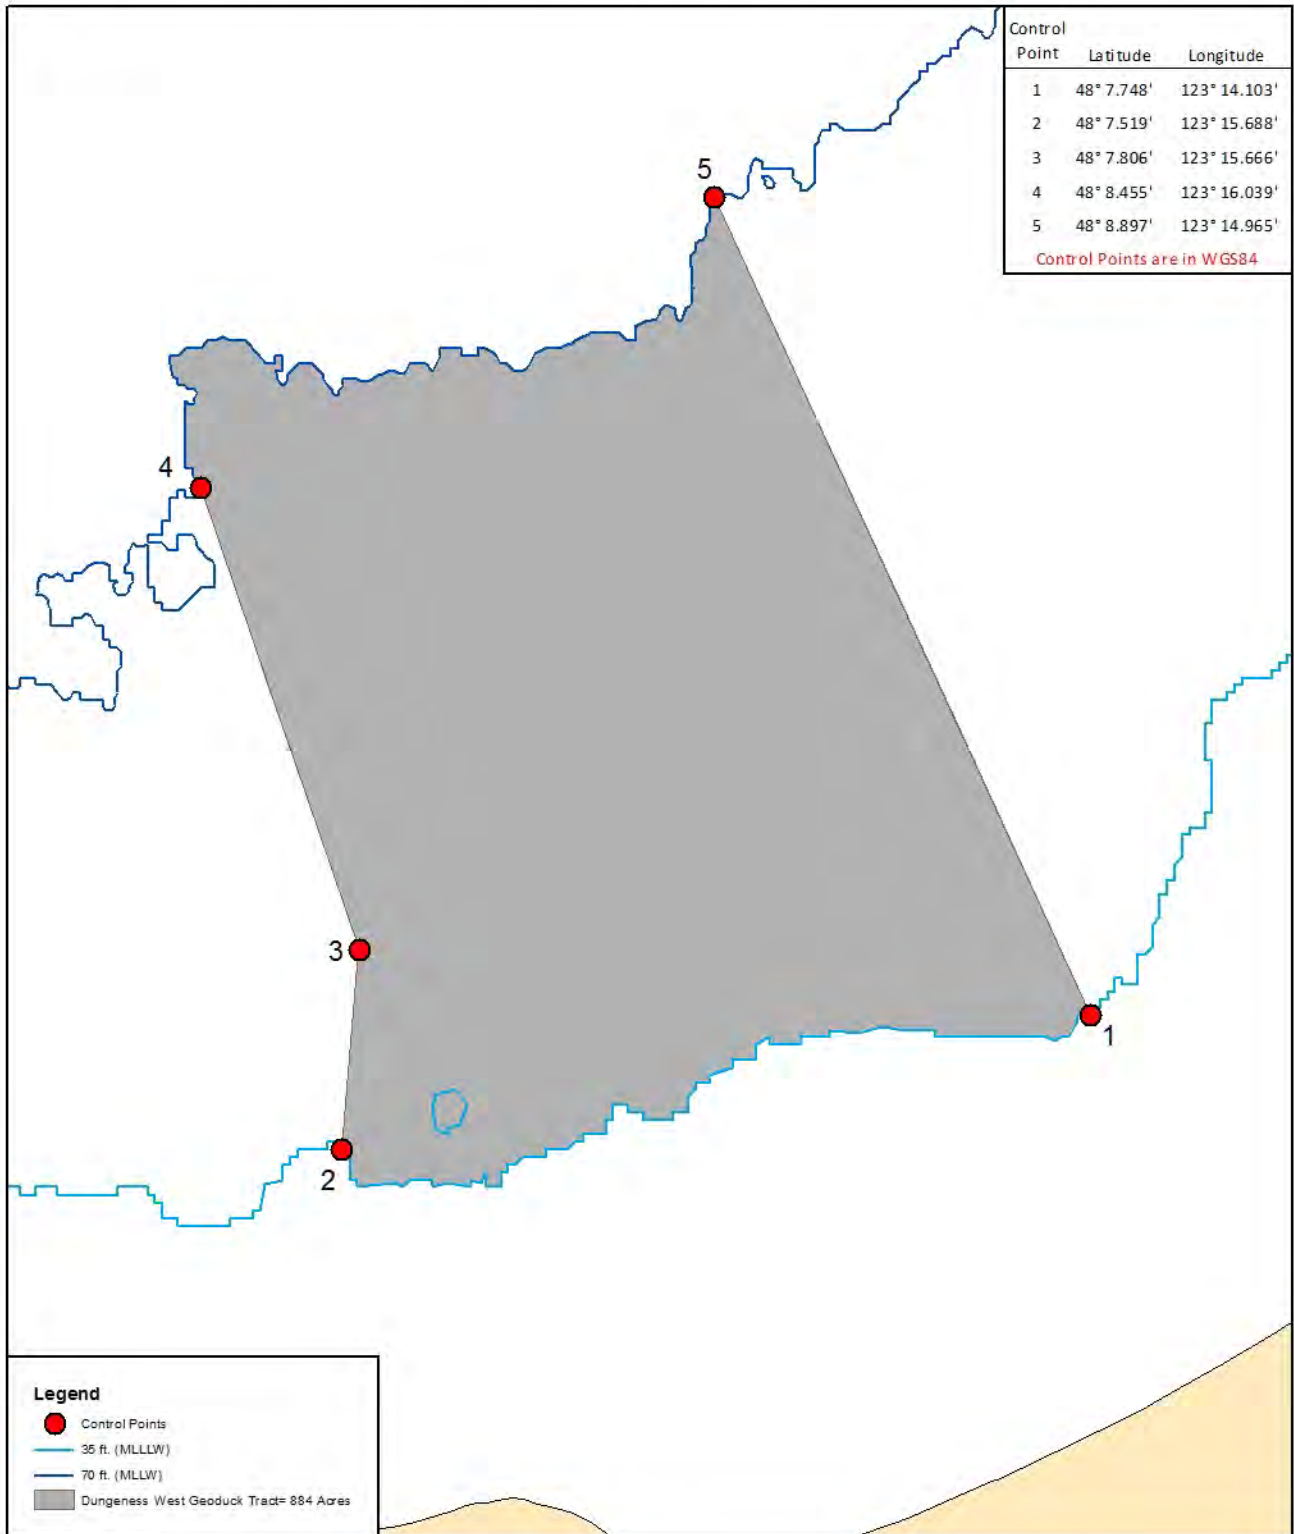 Control
Point Latitude Longitude
1 48° 7.748' 123° 14.103'
2 48° 7.519' 123° 15.688'
3 48° 7.806' 123° 15.666'
4 48° 8.455' 123° 16.039'
5 48° 8.897' 123° 14.965'
Control Points are in WGS84
5
4
3
1
2
Legend
Control Points
35 ft. (MLLLW)
70 ft. (MLLW)
Dungeness West Geoduck Tract= 884 Acres